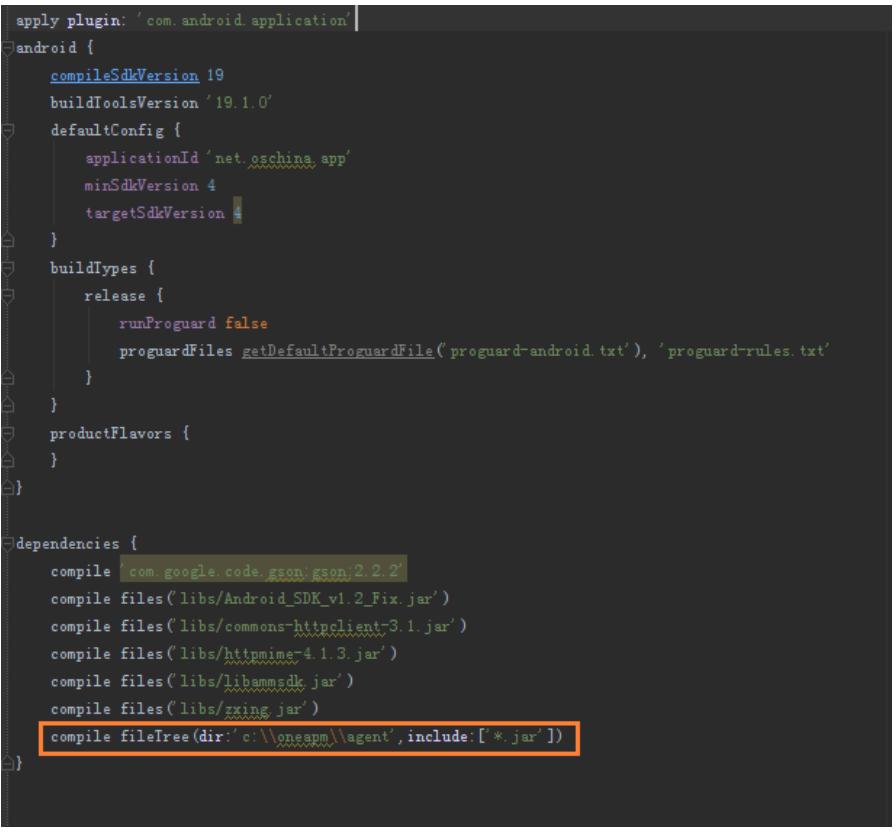 apply plugin: 'com.android.application'
android {
    compileSdkVersion 19
    buildToolsVersion '19.1.0'
    defaultConfig {
        applicationId 'net.oschina.app'
        minSdkVersion 4
        targetSdkVersion 4
    }
    buildTypes {
        release {
            runProguard false
            proguardFiles getDefaultProguardFile('proguard-android.txt'), 'proguard-rules.txt'
        }
    }
    productFlavors {
    }
}
dependencies {
    compile 'com.google.code.gson:gson:2.2.2'
    compile files('libs/Android_SDK_v1.2_Fix.jar')
    compile files('libs/commons-httpclient-3.1.jar')
    compile files('libs/httpmime-4.1.3.jar')
    compile files('libs/libammsdk.jar')
    compile files('libs/zxing.jar')
    compile fileTree(dir:'c:\\oneapm\\agent',include:['*.jar'])
}